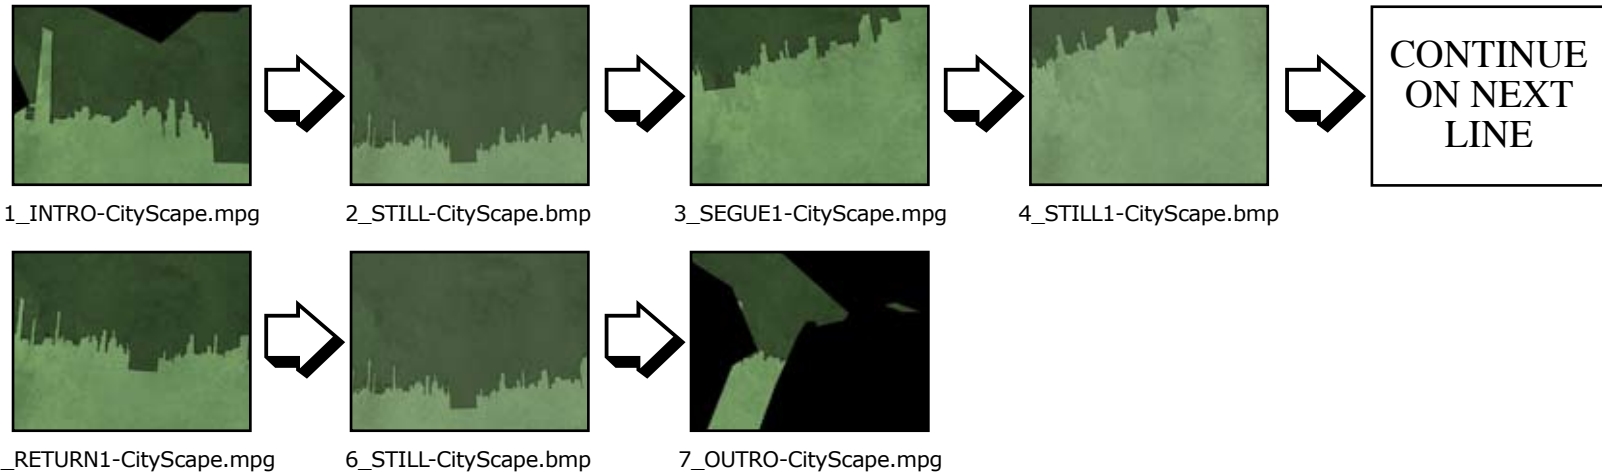 CONTINUE
ON NEXT
LINE
1_INTRO-CityScape.mpg
2_STILL-CityScape.bmp
3_SEGUE1-CityScape.mpg
4_STILL1-CityScape.bmp
_RETURN1-CityScape.mpg
6_STILL-CityScape.bmp
7_OUTRO-CityScape.mpg